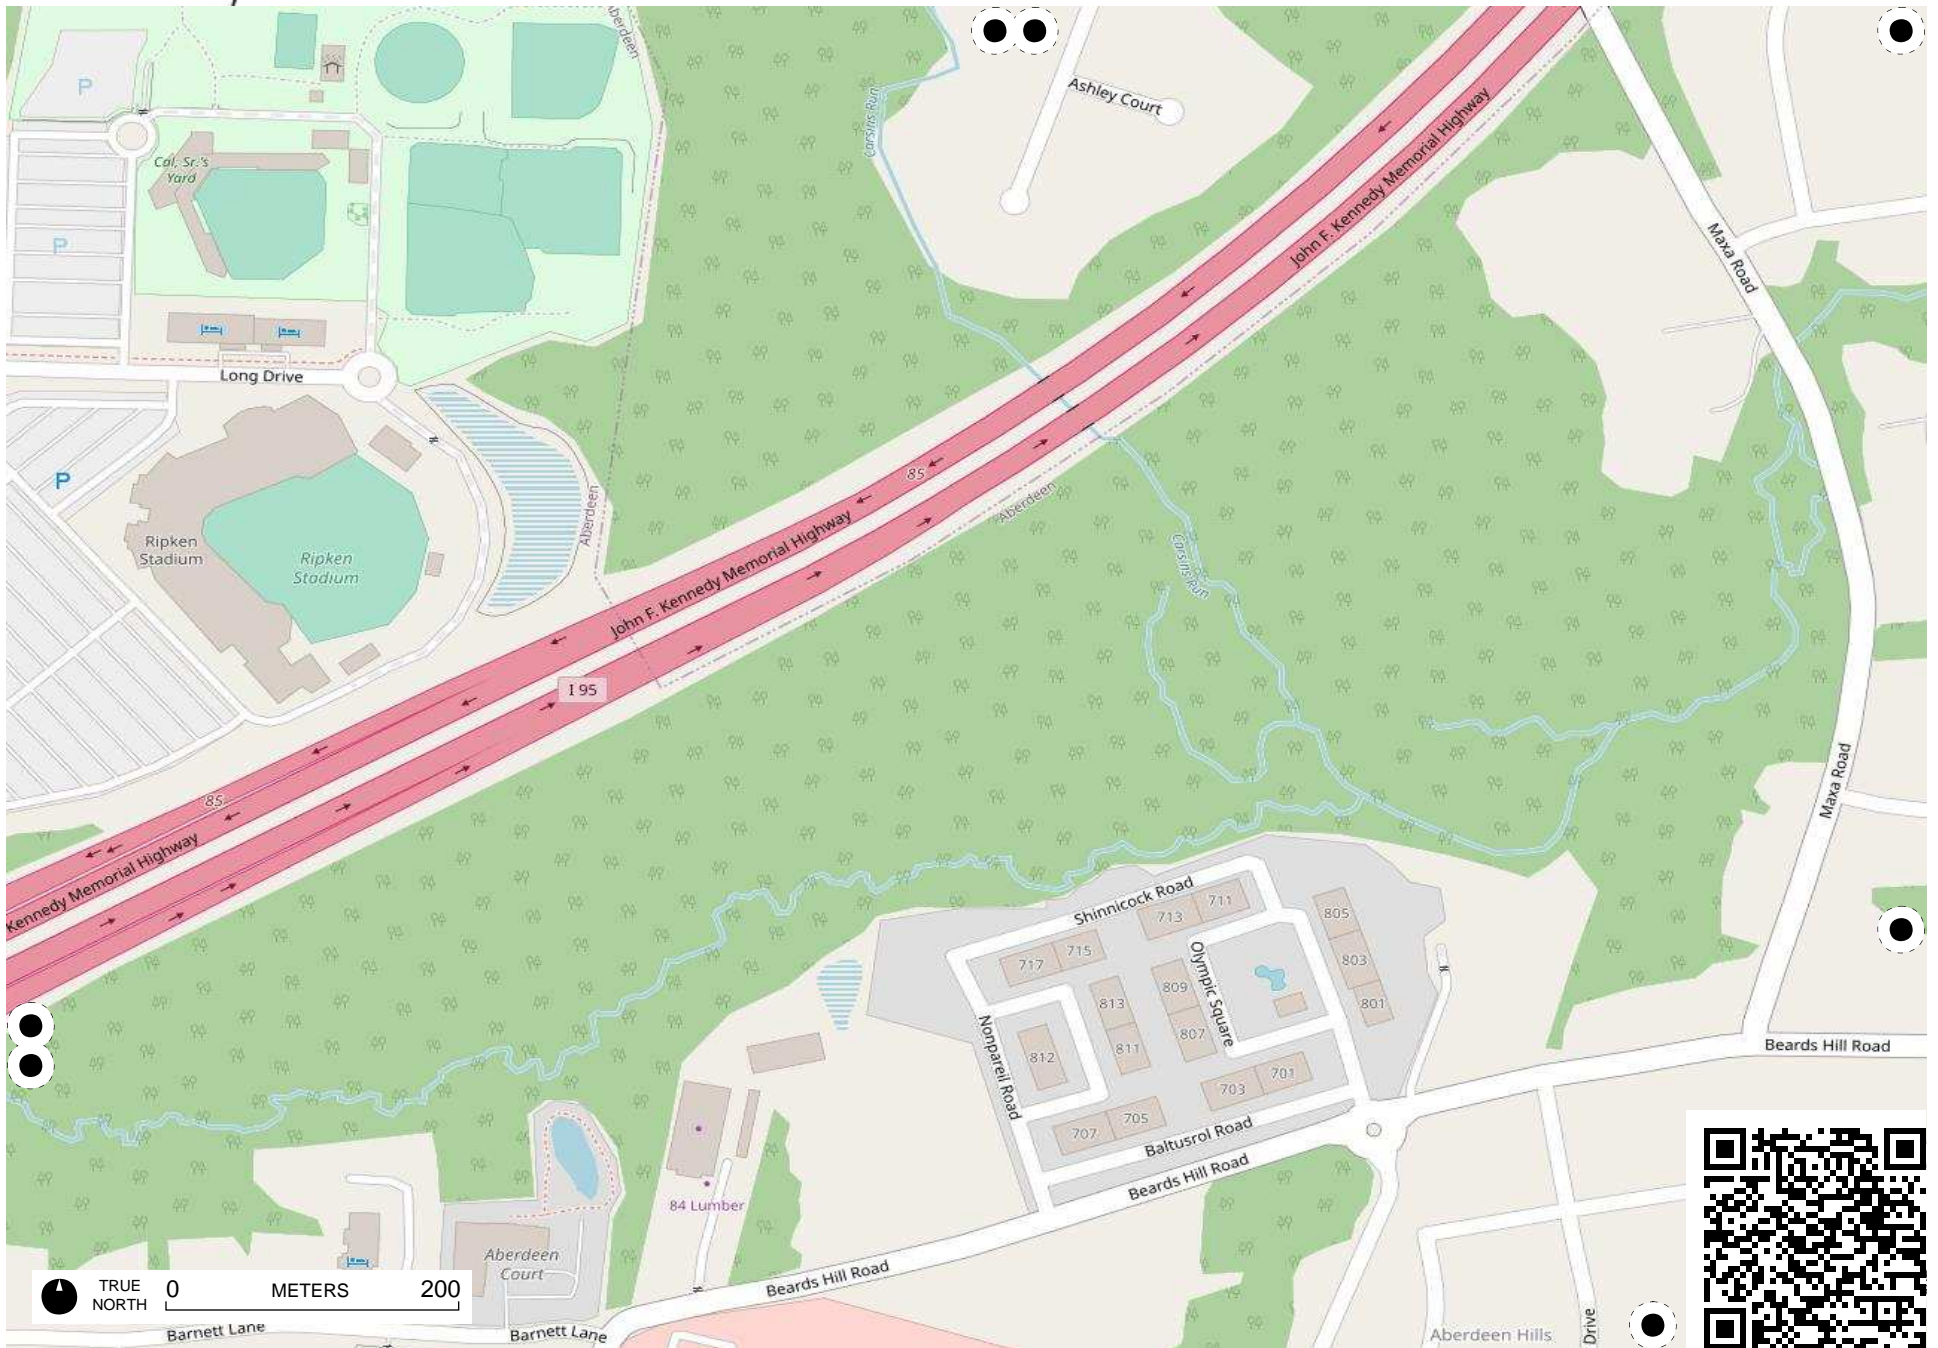 Aberdeen
P
Ashley Court
Carsins Run
John F. Kennedy Memorial Highway
Cal, Sr.'s
Yard
P
Maxa Road
Long Drive
P
85
Aberdeen
Aberdeen
Ripken
Stadium
Ripken
Stadium
John F. Kennedy Memorial Highway
Carsins Run
I 95
85
Maxa Road
Kennedy Memorial Highway
Shinnicock Road
711
713
805
715
717
Olympic Square
803
809
813
801
807
Nonpareil Road
812
811
Beards Hill Road
701
703
705
707
Baltusrol Road
Beards Hill Road
84 Lumber
Aberdeen
Court
Beards Hill Road
TRUE
NORTH
0 METERS 200
Barnett Lane
Barnett Lane
Aberdeen Hills
Drive